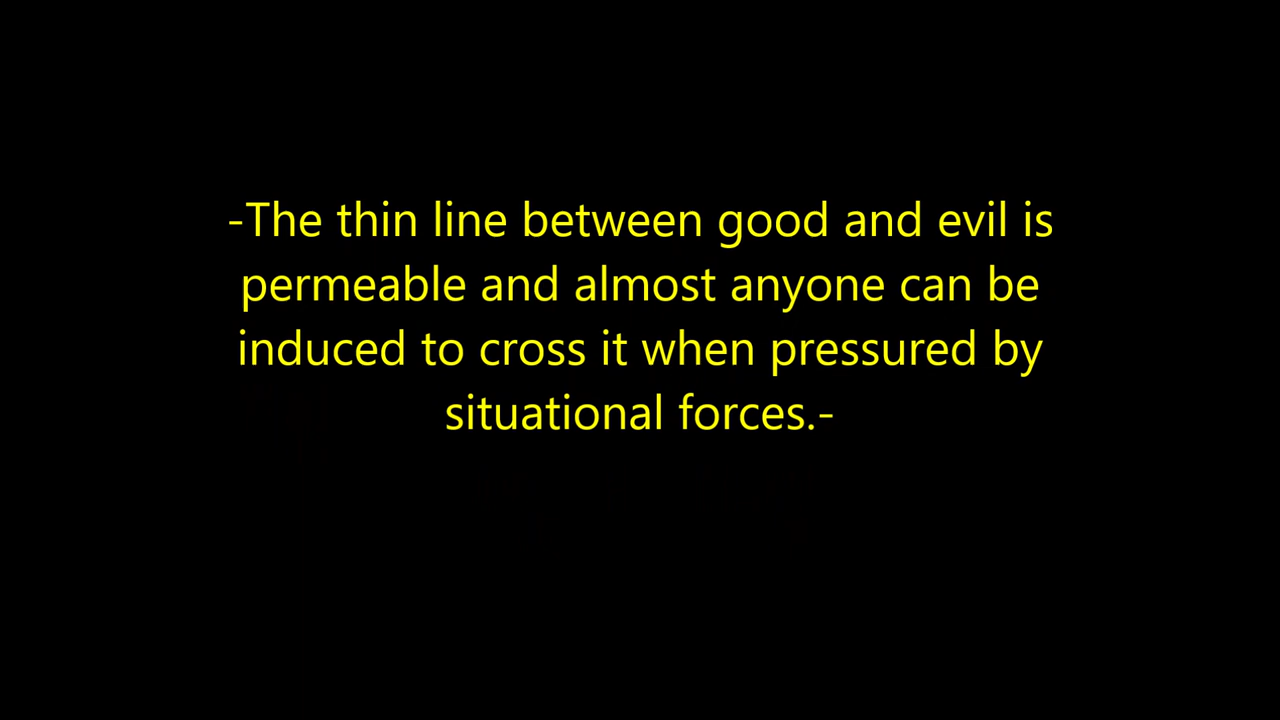 -The thin line between good and evil is
permeable and almost anyone can be
induced to cross it when pressured by
situational forces.-